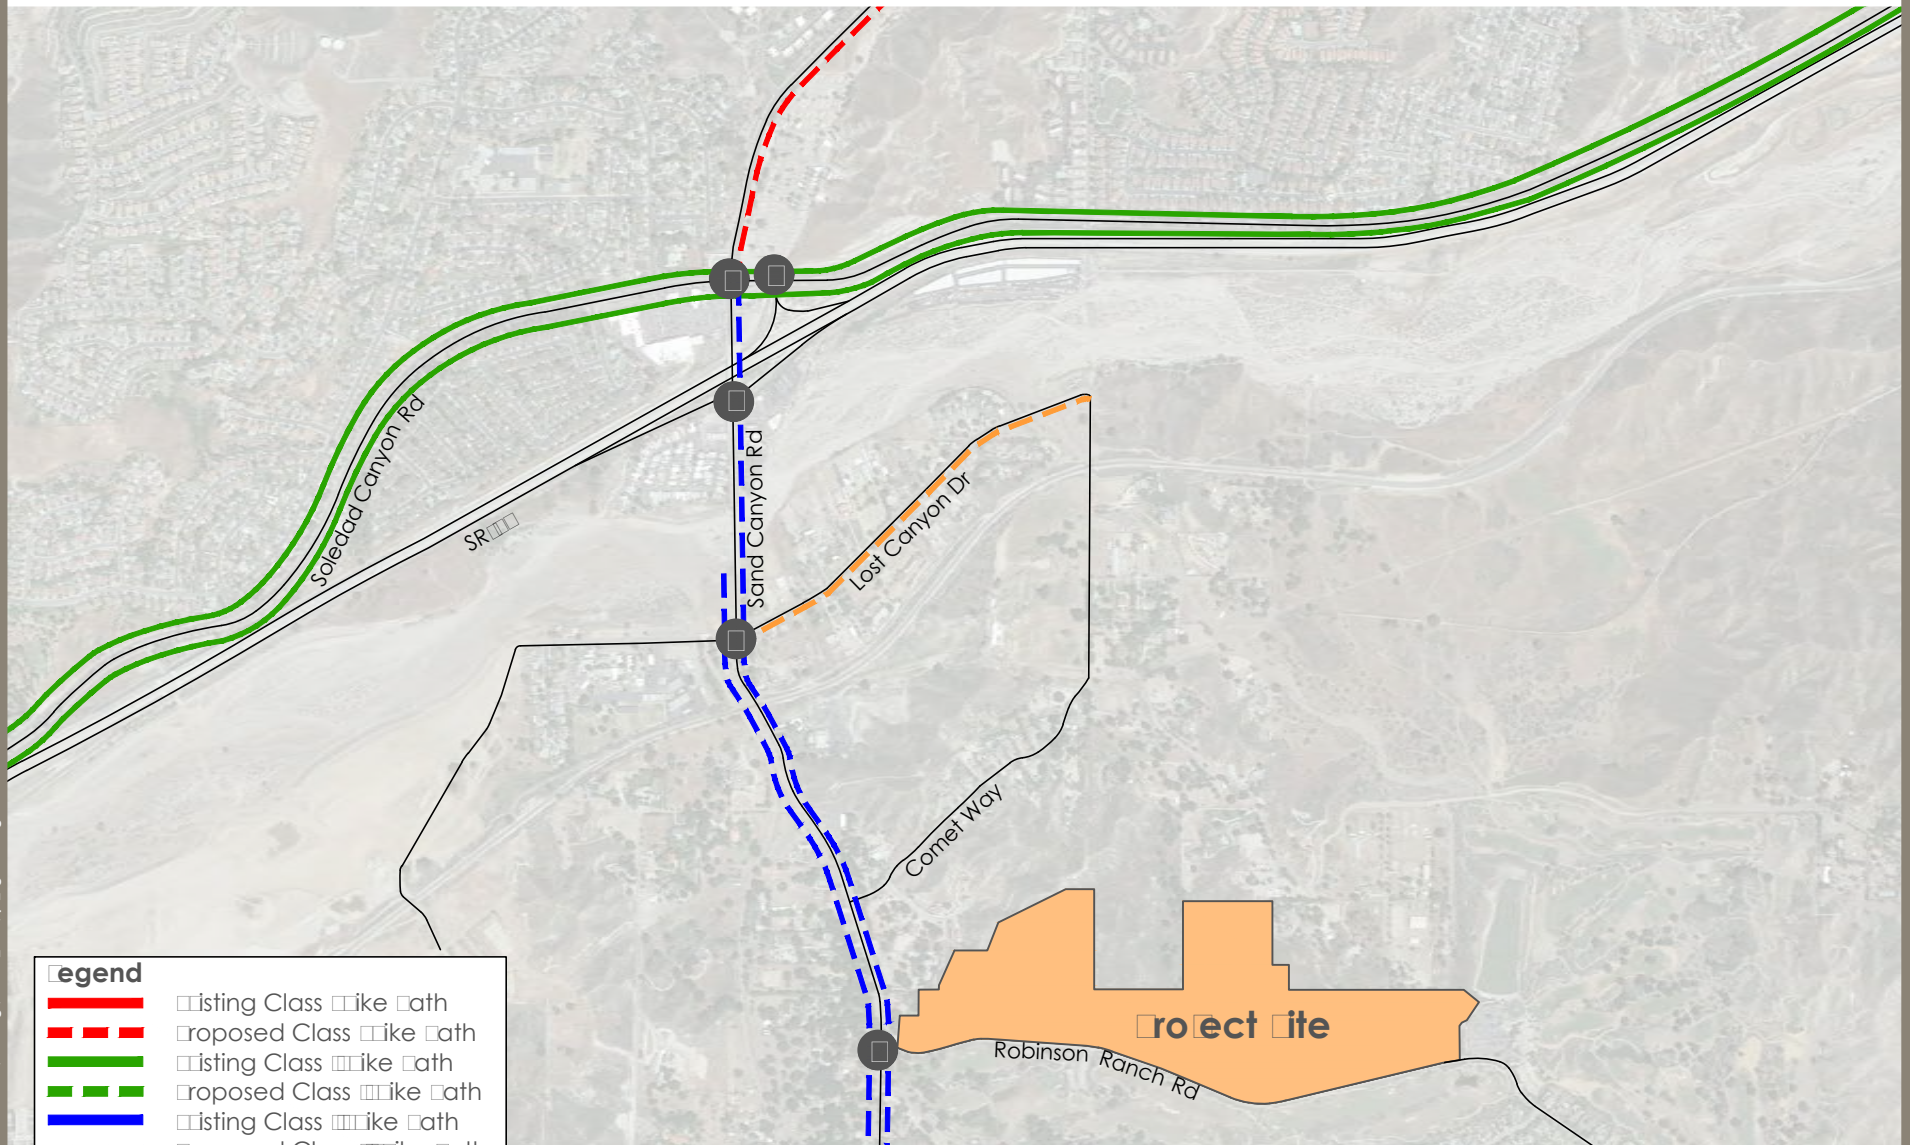 Soledad Canyon Rd
SR□□□
Sand Canyon Rd
Lost Canyon Dr
Comet Way
□ro□ect □ite
Robinson Ranch Rd
□egend
□□isting Class □□ike □ath
□roposed Class □□ike □ath
□□isting Class □□□ike □ath
□roposed Class □□□ike □ath
□□isting Class □□□□ike □ath